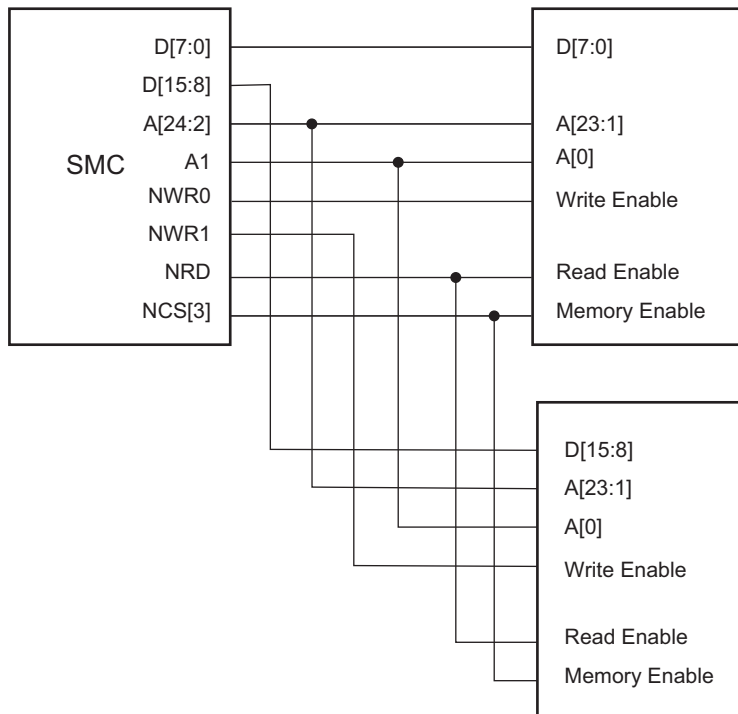 D[7:0]
D[15:8]
A[24:2]
A1
SMC
NWR0
NWR1
NRD
NCS[3]
D[7:0]
A[23:1]
A[0]
Write Enable
Read Enable
Memory Enable
D[15:8]
A[23:1]
A[0]
Write Enable
Read Enable
Memory Enable